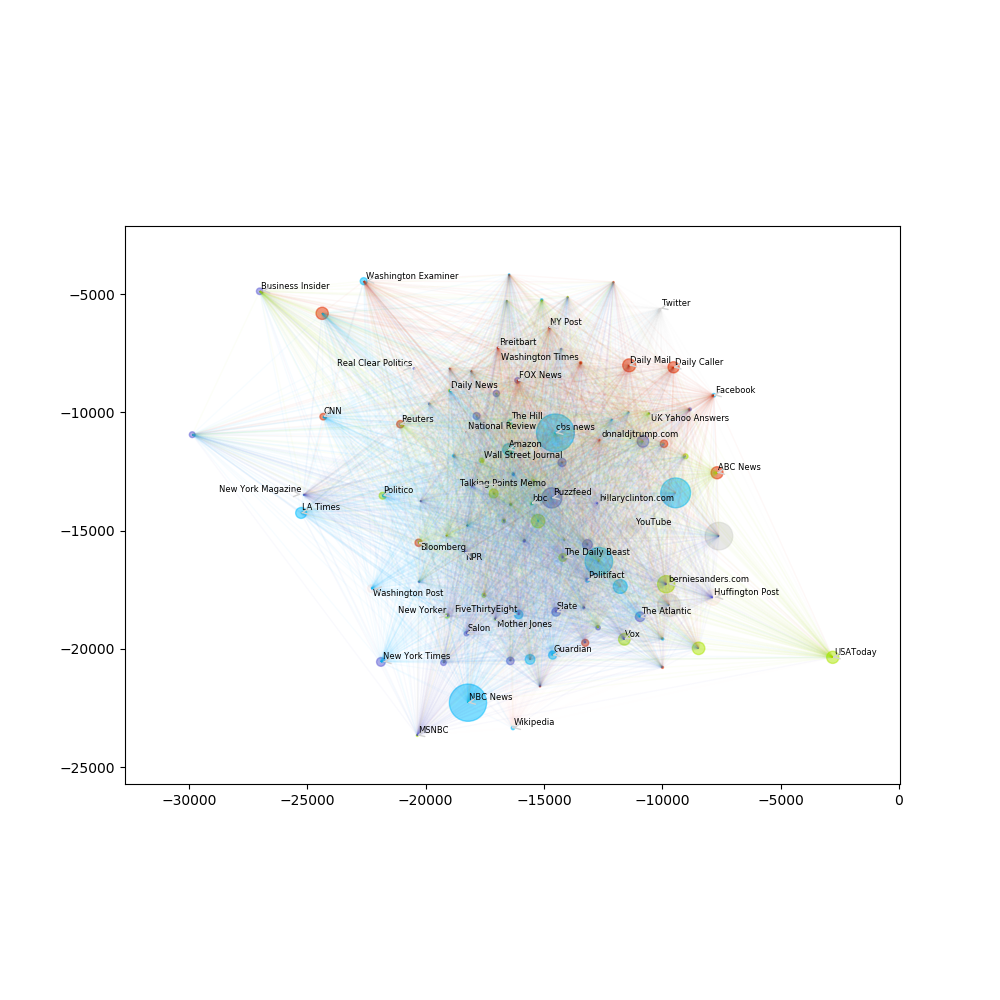 Washington Examiner
Business Insider
−5000
Twitter
NY Post
Breitbart
Washington Times
Real Clear Politics
Daily Mail
Daily Caller
FOX News
Daily News
Facebook
−10000
CNN
Reuters
The Hill
UK Yahoo Answers
National Review
cbs news
donaldjtrump.com
Amazon
Wall Street Journal
ABC News
Talking Points Memo
New York Magazine
Politico
Buzzfeed
hillaryclinton.com
LA Times
YouTube
−15000
Bloomberg
The Daily Beast
NPR
Politifact
berniesanders.com
Washington Post
Huffington Post
New Yorker
FiveThirtyEight
Slate
The Atlantic
Mother Jones
Salon
Vox
−20000
Guardian
New York Times
USAToday
NBC News
MSNBC
Wikipedia
−25000
−30000
−25000
−20000
−15000
−10000
−5000
0